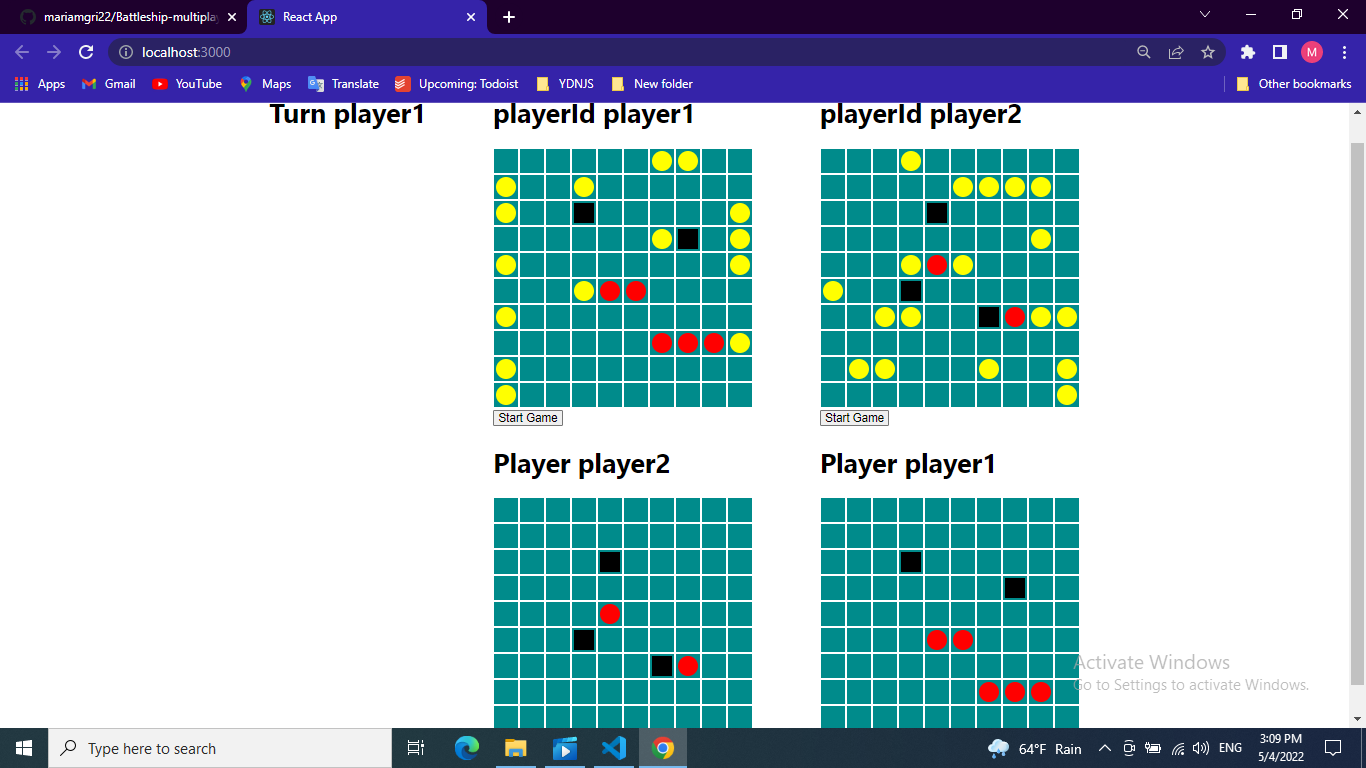 mariamgri22/Battleship-multipla
React App
localhost:3000
M
Apps
Gmail
YouTube
Maps
Translate
Upcoming: Todoist
YDNJS
New folder
Other bookmarks
Turn player1
playerId player1
playerId player2
Start Game
Start Game
Player player2
Player player1
Activate Windows
Go to Settings to activate Windows.
Type here to search
64°F Rain
ENG
3:09 PM
5/4/2022